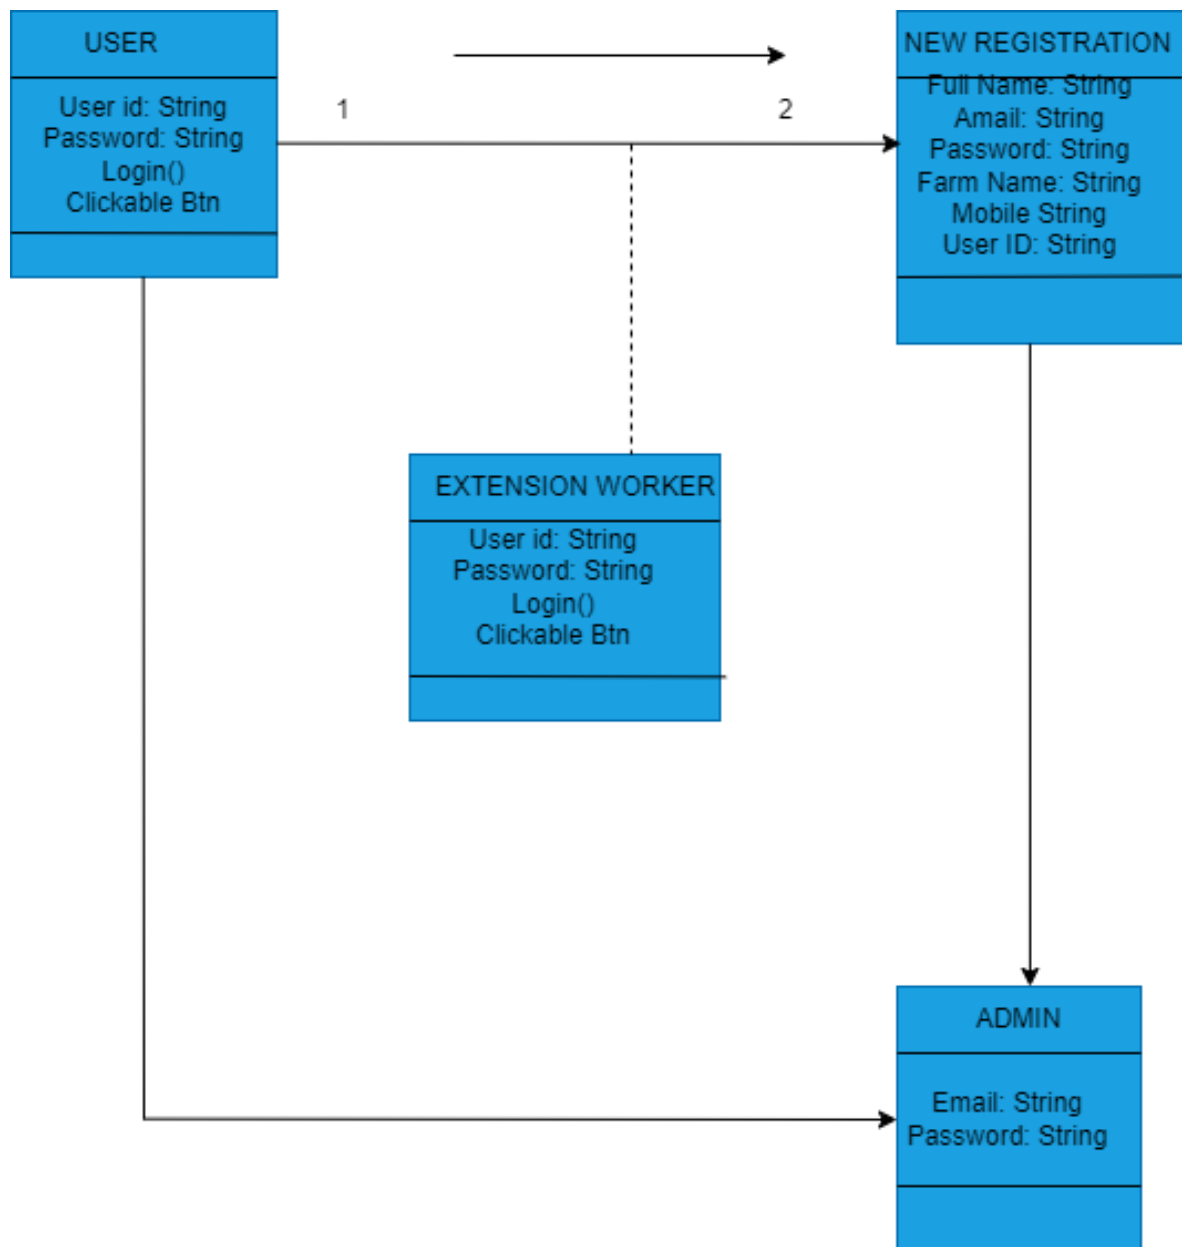 USER
User id: String
Password: String
Login()
Clickable Btn
1
2
NEW REGISTRATION
Full Name: String
Amail: String
Password: String
Farm Name: String
Mobile String
User ID: String
EXTENSION WORKER
User id: String
Password: String
Login()
Clickable Btn
ADMIN
Email: String
Password: String